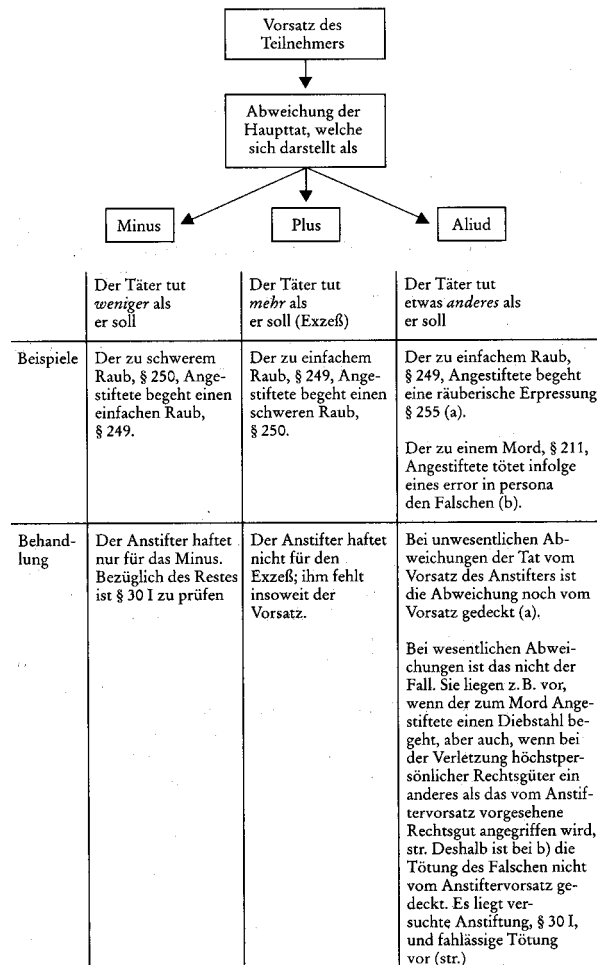 Vorsatz des
Teilnehmers
Abweichung der
Haupttat, welche
sich darstellt als
Minus
Plus
Aliud
Der Täter tut
weniger als
er soll
Der Täter tut
mehr als
er soll (Exzeß)
Der Täter tut
etwas anderes als
er soll
Beispiele
Der zu schwerem
Raub, § 250, Ange-
stiftete begeht einen
einfachen Raub,
§ 249.
Der zu einfachem
Raub, § 249, Ange-
stiftete begeht einen
schweren Raub,
§ 250.
Der zu einfachem Raub,
§ 249, Angestiftete begeht
eine räuberische Erpressung
§ 255 (a).
Der zu einem Mord, § 211,
Angestiftete tötet infolge
eines error in persona
den Falschen (b).
Behand-
lung
Der Anstifter haftet
nur für das Minus.
Bezüglich des Restes
ist § 30 I zu prüfen
Der Anstifter haftet
nicht für den
Exzeß; ihm fehlt
insoweit der
Vorsatz.
Bei unwesentlichen Ab-
weichungen der Tat vom
Vorsatz des Anstifters ist
die Abweichung noch vom
Vorsatz gedeckt (a).
Bei wesentlichen Abwei-
chungen ist das nicht der
Fall. Sie liegen z. B. vor,
wenn der zum Mord Ange-
stiftete einen Diebstahl be-
geht, aber auch, wenn bei
der Verletzung höchstper-
sönlicher Rechtsgüter ein
anderes als das vom Anstif-
tervorsatz vorgesehene
Rechtsgut angegriffen wird,
str. Deshalb ist bei b) die
Tötung des Falschen nicht
vom Anstiftervorsatz ge-
deckt. Es liegt ver-
suchte Anstiftung, § 30 I,
und fahlässige Tötung
vor (str.)